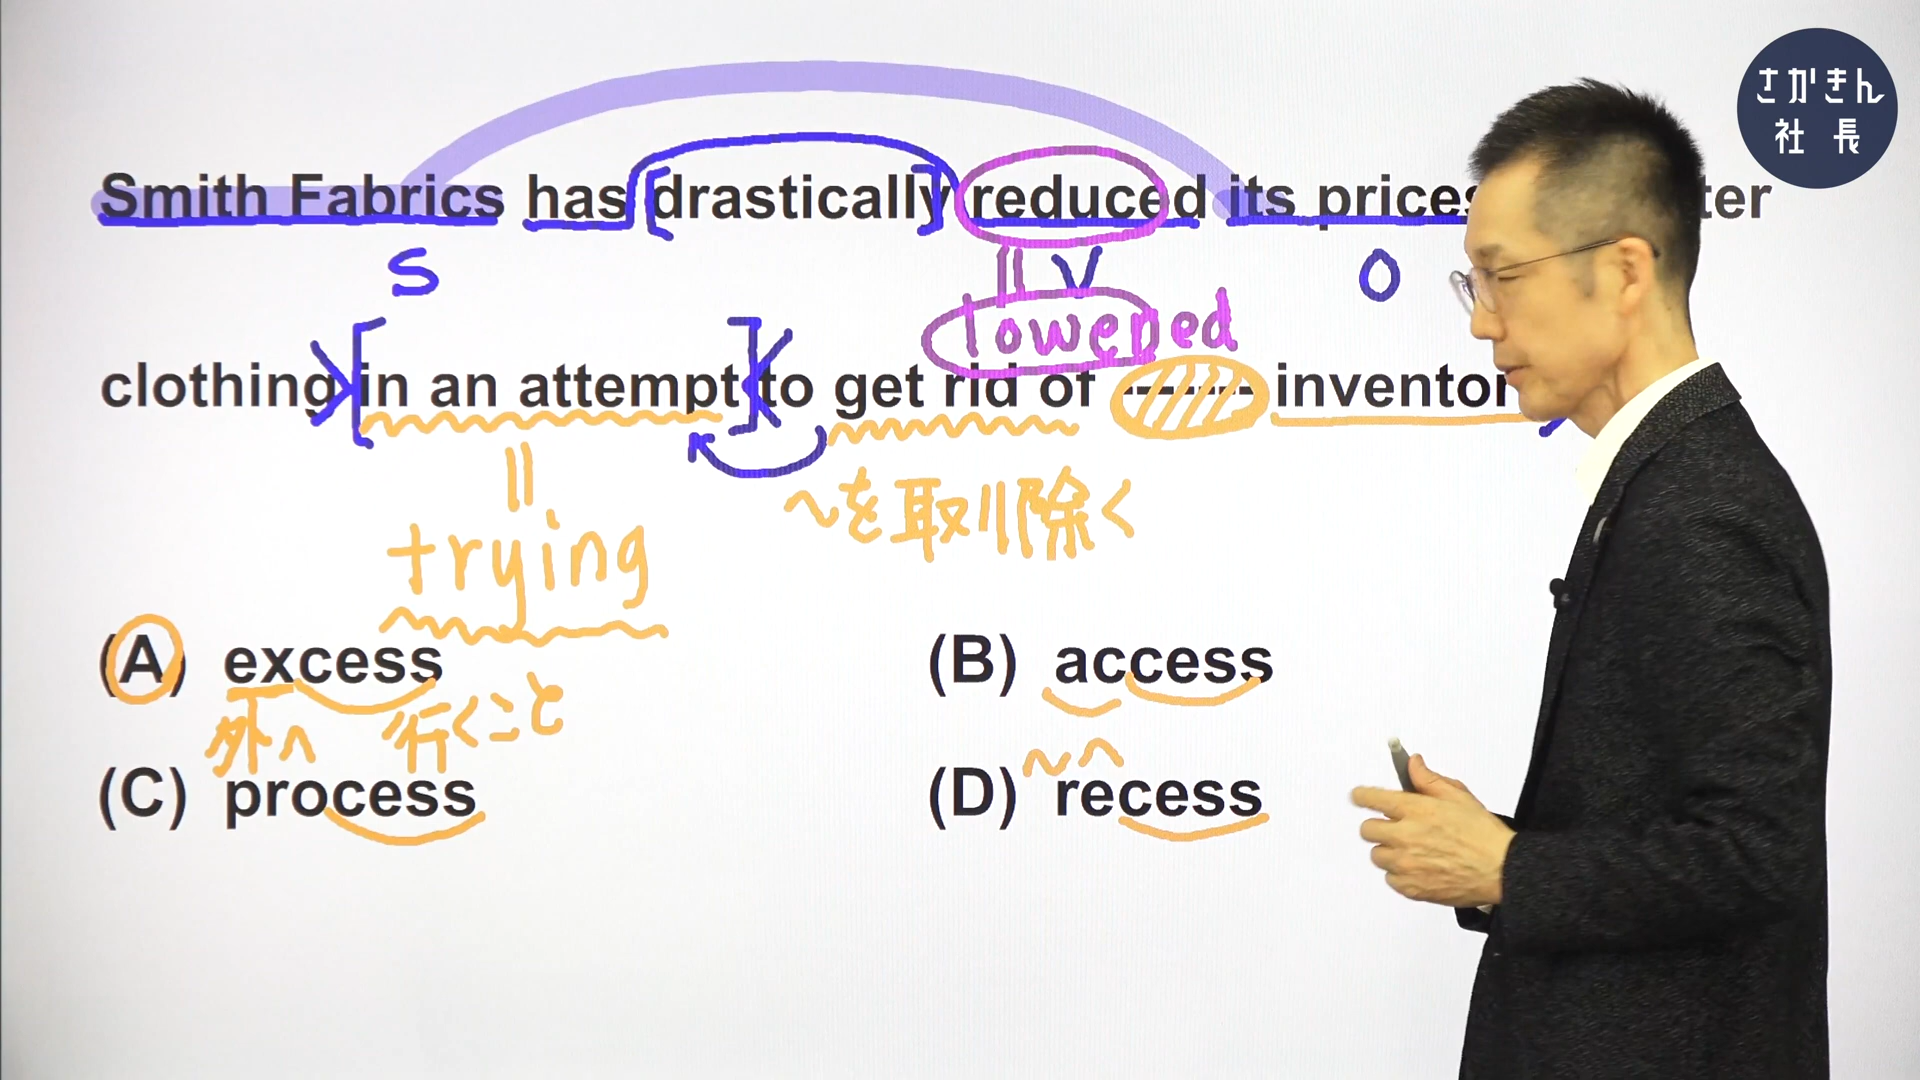 さかきん
社長
Smith Fabrics has drastically reduced its prices ter
S V O
lowered
clothing in an attempt to get rid of ------- inventor
trying
~を取り除く
(A) excess
外へ 行くこと
(B) access
~へ
(C) process
(D) recess